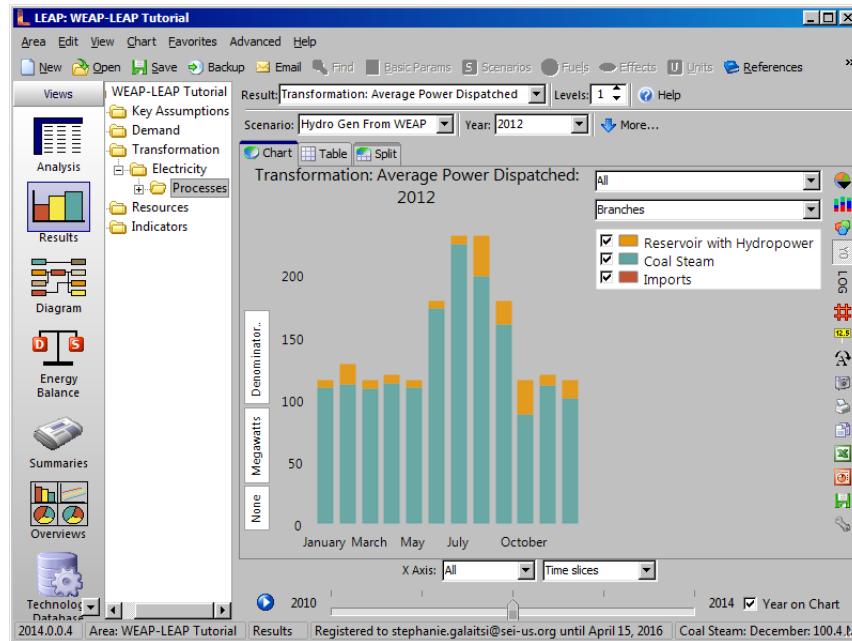 LEAP: WEAP-LEAP Tutorial
Area Edit View Chart Favorites Advanced Help
New Open Save Backup Email Find Basic Params Scenarios Fuels Effects Units References »
Views
Analysis
Results
Diagram
Energy
Balance
Summaries
Overviews
Technolog
Database
WEAP-LEAP Tutorial
Key Assumptions
Demand
Transformation
Electricity
Processes
Resources
Indicators
Result: Transformation: Average Power Dispatched Levels: 1 Help
Scenario: Hydro Gen From WEAP Year: 2012 More...
Chart Table Split
Transformation: Average Power Dispatched:
2012
All
Branches
Reservoir with Hydropower
Coal Steam
Imports
Denominator..
Megawatts
None
200
150
100
50
0
January March May July October
X Axis: All Time slices
2010 2014 Year on Chart
YO
LOG
12.5
2014.0.0.4 Area: WEAP-LEAP Tutorial Results Registered to stephanie.galaitsi@sei-us.org until April 15, 2016 Coal Steam: December: 100.4